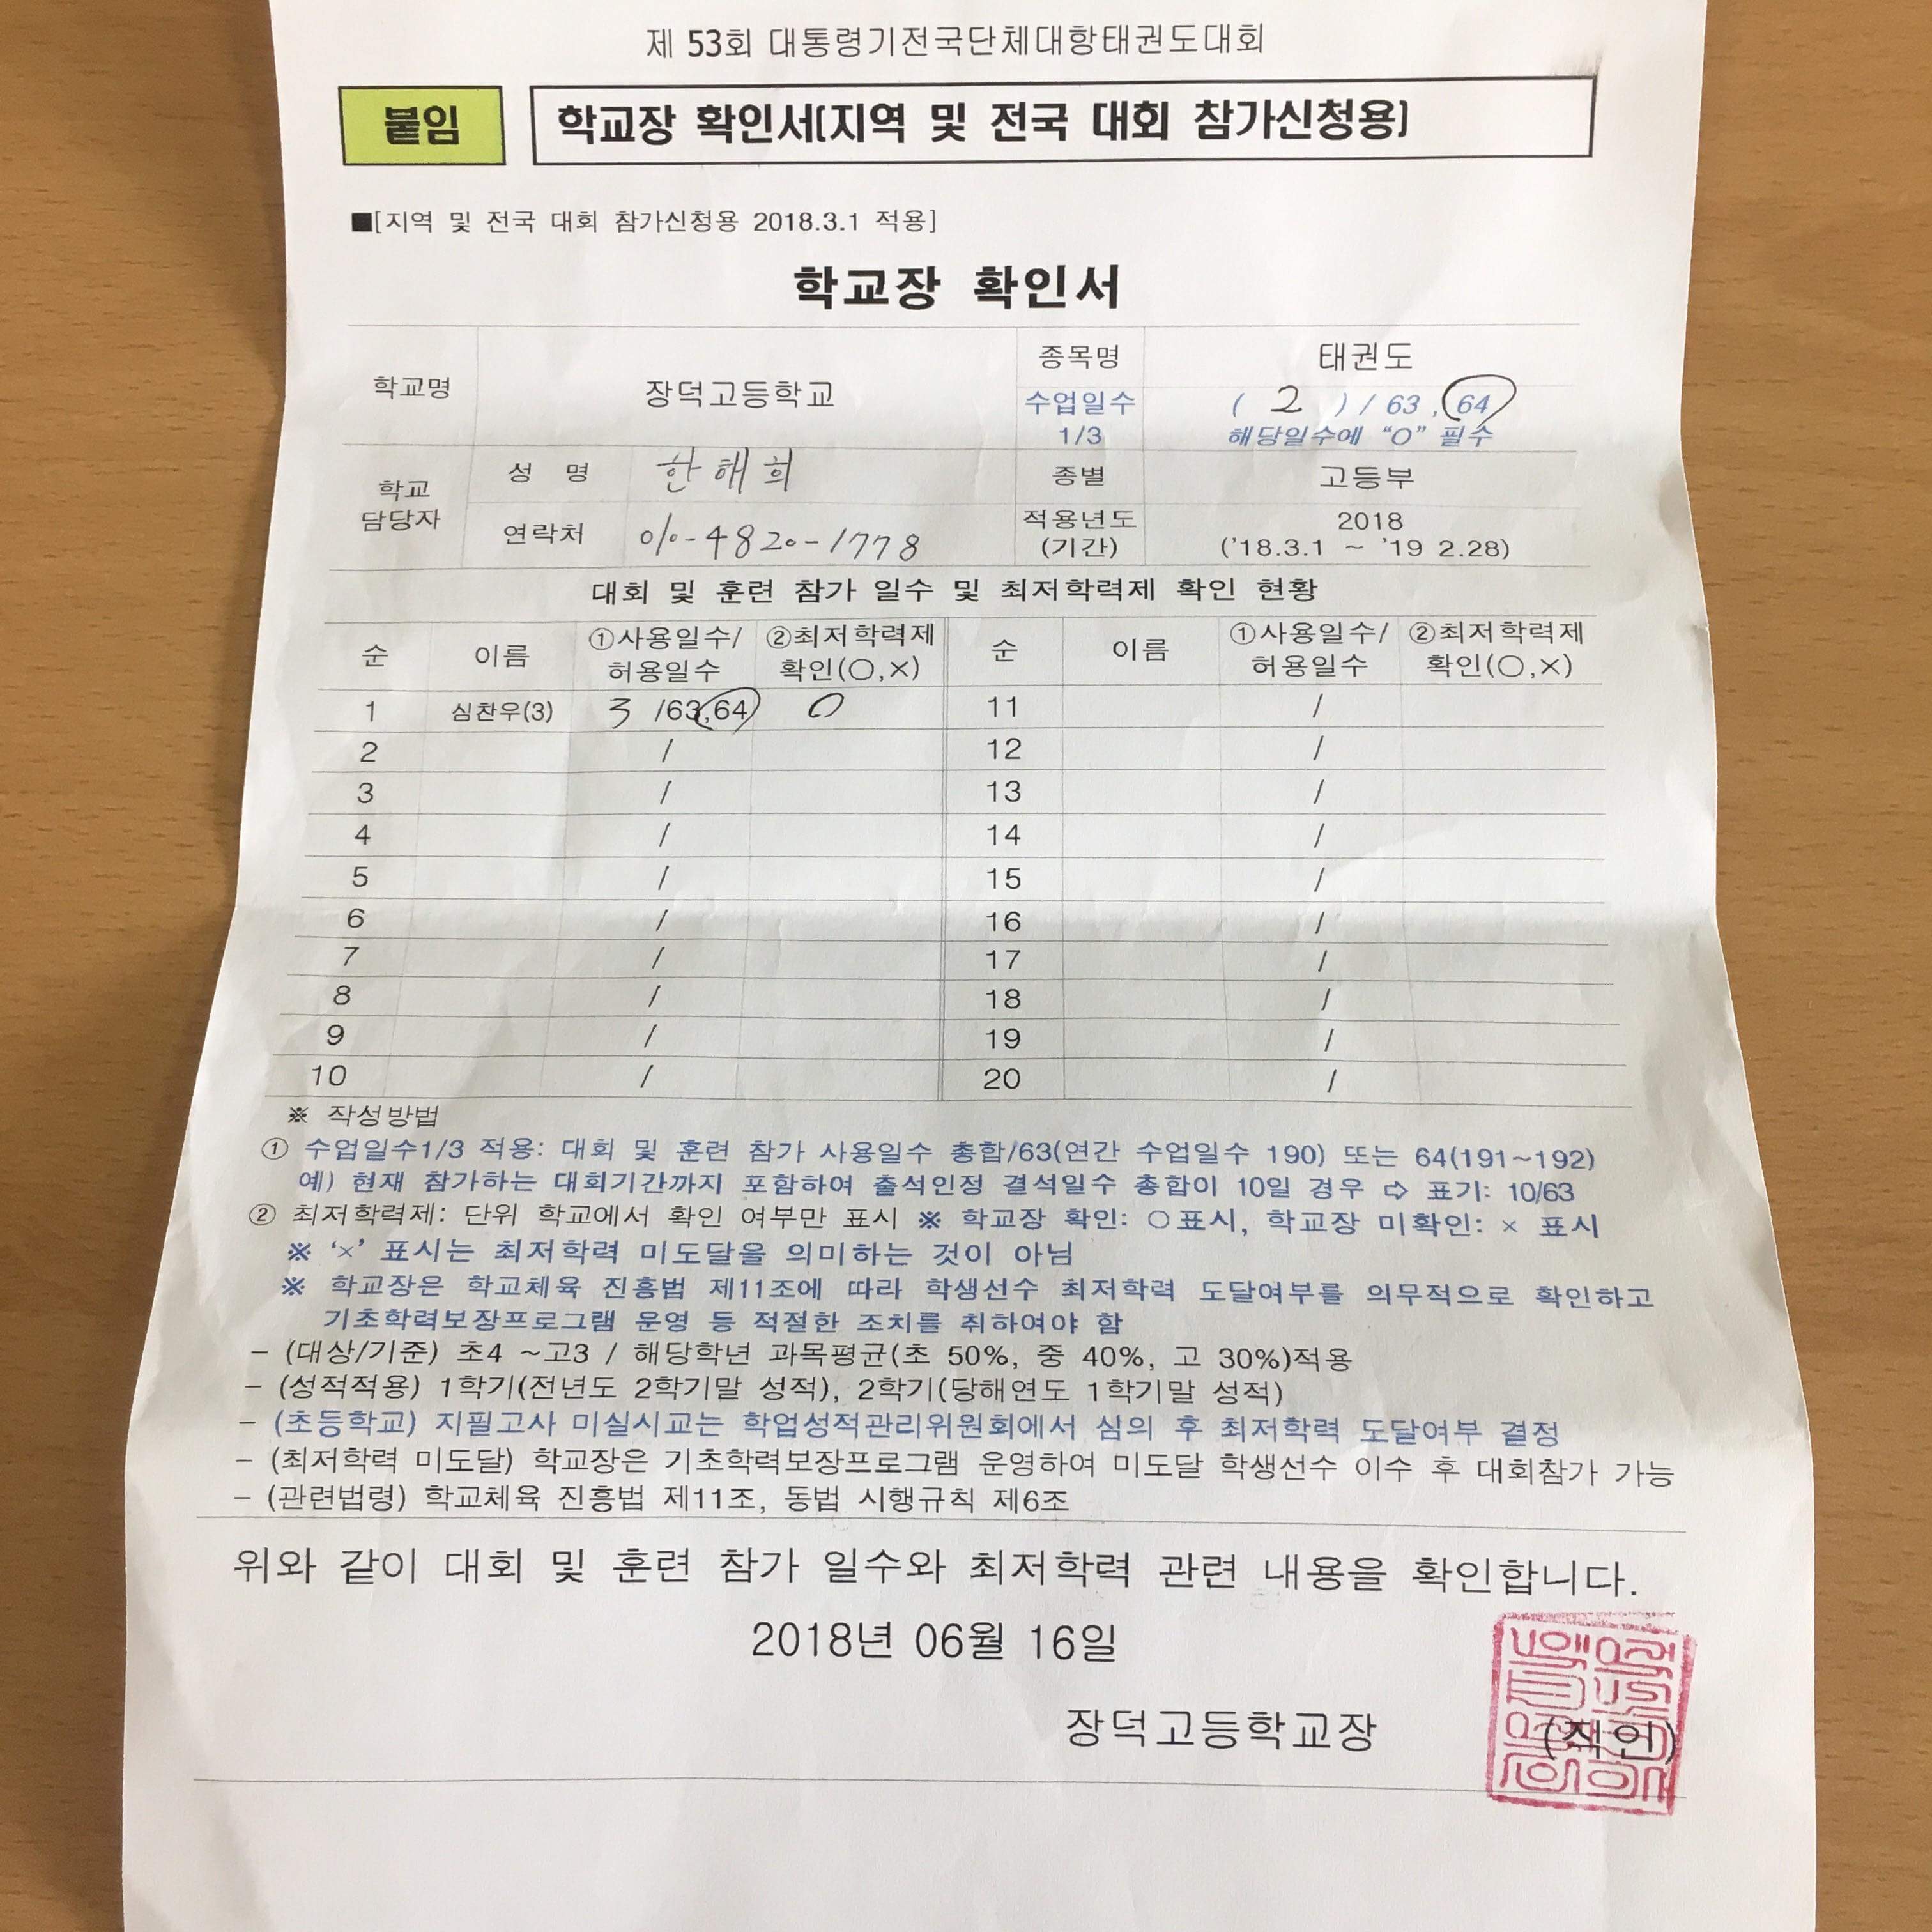 제 53회 대통령기전국단체대항태권도대회
붙임
학교장 확인서[지역 및 전국 대회 참가신청용]
■[지역 및 전국 대회 참가신청용 2018.3.1 적용]
학교장 확인서
학교명 장덕고등학교 종목명 태권도
수업일수 1/3 ( 2 ) / 63 , 64
해당일수에 “O” 필수
학교 담당자 성 명 한해희 종별 고등부
연락처 010-4820-1778 적용년도 (기간) 2018 ('18.3.1 ~ '19 2.28)
대회 및 훈련 참가 일수 및 최저학력제 확인 현황
순 이름 ①사용일수/허용일수 ②최저학력제 확인(○,×) 순 이름 ①사용일수/허용일수 ②최저학력제 확인(○,×)
1 심찬우(3) 3 /63,64 O 11 /
2 / 12 /
3 / 13 /
4 / 14 /
5 / 15 /
6 / 16 /
7 / 17 /
8 / 18 /
9 / 19 /
10 / 20 /
※ 작성방법
① 수업일수1/3 적용: 대회 및 훈련 참가 사용일수 총합/63(연간 수업일수 190) 또는 64(191~192)
예) 현재 참가하는 대회기간까지 포함하여 출석인정 결석일수 총합이 10일 경우 ⇨ 표기: 10/63
② 최저학력제: 단위 학교에서 확인 여부만 표시 ※ 학교장 확인: ○표시, 학교장 미확인: × 표시
※ ‘×’ 표시는 최저학력 미도달을 의미하는 것이 아님
※ 학교장은 학교체육 진흥법 제11조에 따라 학생선수 최저학력 도달여부를 의무적으로 확인하고
기초학력보장프로그램 운영 등 적절한 조치를 취하여야 함
- (대상/기준) 초4 ~고3 / 해당학년 과목평균(초 50%, 중 40%, 고 30%)적용
- (성적적용) 1학기(전년도 2학기말 성적), 2학기(당해연도 1학기말 성적)
- (초등학교) 지필고사 미실시교는 학업성적관리위원회에서 심의 후 최저학력 도달여부 결정
- (최저학력 미도달) 학교장은 기초학력보장프로그램 운영하여 미도달 학생선수 이수 후 대회참가 가능
- (관련법령) 학교체육 진흥법 제11조, 동법 시행규칙 제6조
위와 같이 대회 및 훈련 참가 일수와 최저학력 관련 내용을 확인합니다.
2018년 06월 16일
장덕고등학교장 (직인)